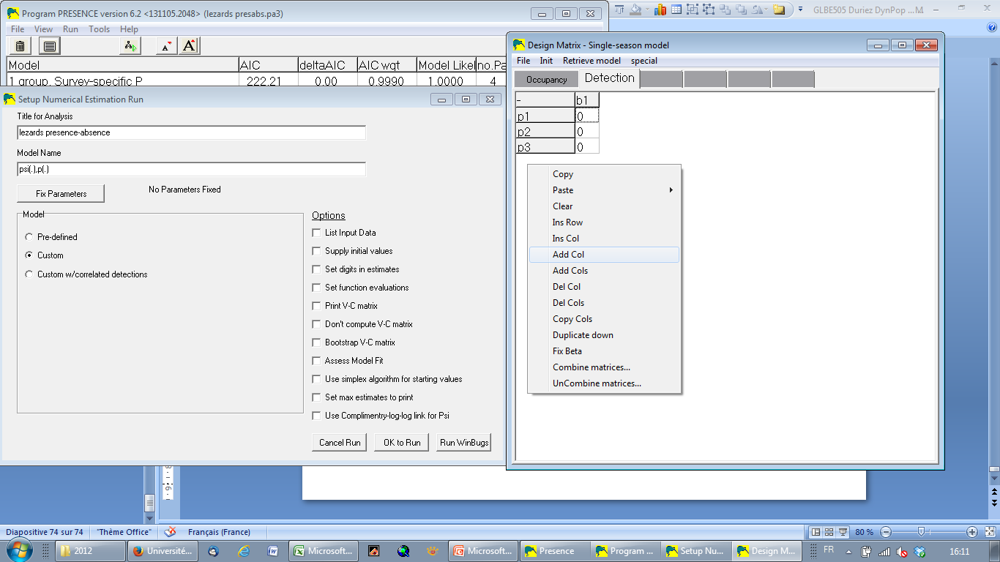 Program PRESENCE version 6.2 <131105.2048> (lezards presabs.pa3)
File View Run Tools Help
A A
Model AIC deltaAIC AIC wgt Model Likel no.Pa
1 group, Survey-specific P 222.21 0.00 0.9990 1.0000 4
GLBE505 Duriez DynPop ...M...
Setup Numerical Estimation Run
Title for Analysis
lezards presence-absence
Model Name
psi(.),p(.)
Fix Parameters No Parameters Fixed
Model
Pre-defined
Custom
Custom w/correlated detections
Options
List Input Data
Supply initial values
Set digits in estimates
Set function evaluations
Print V-C matrix
Don't compute V-C matrix
Bootstrap V-C matrix
Assess Model Fit
Use simplex algorithm for starting values
Set max estimates to print
Use Complimentry-log-log link for Psi
Cancel Run OK to Run Run WinBugs
Design Matrix - Single-season model
File Init Retrieve model special
Occupancy Detection
- b1
p1 0
p2 0
p3 0
Copy
Paste
Clear
Ins Row
Ins Col
Add Col
Add Cols
Del Col
Del Cols
Copy Cols
Duplicate down
Fix Beta
Combine matrices...
UnCombine matrices...
Diapositive 74 sur 74 "Thème Office" Français (France) 80 %
2012 Université... Microsoft... Microsoft... Presence Program ... Setup Nu... Design M... FR 16:11